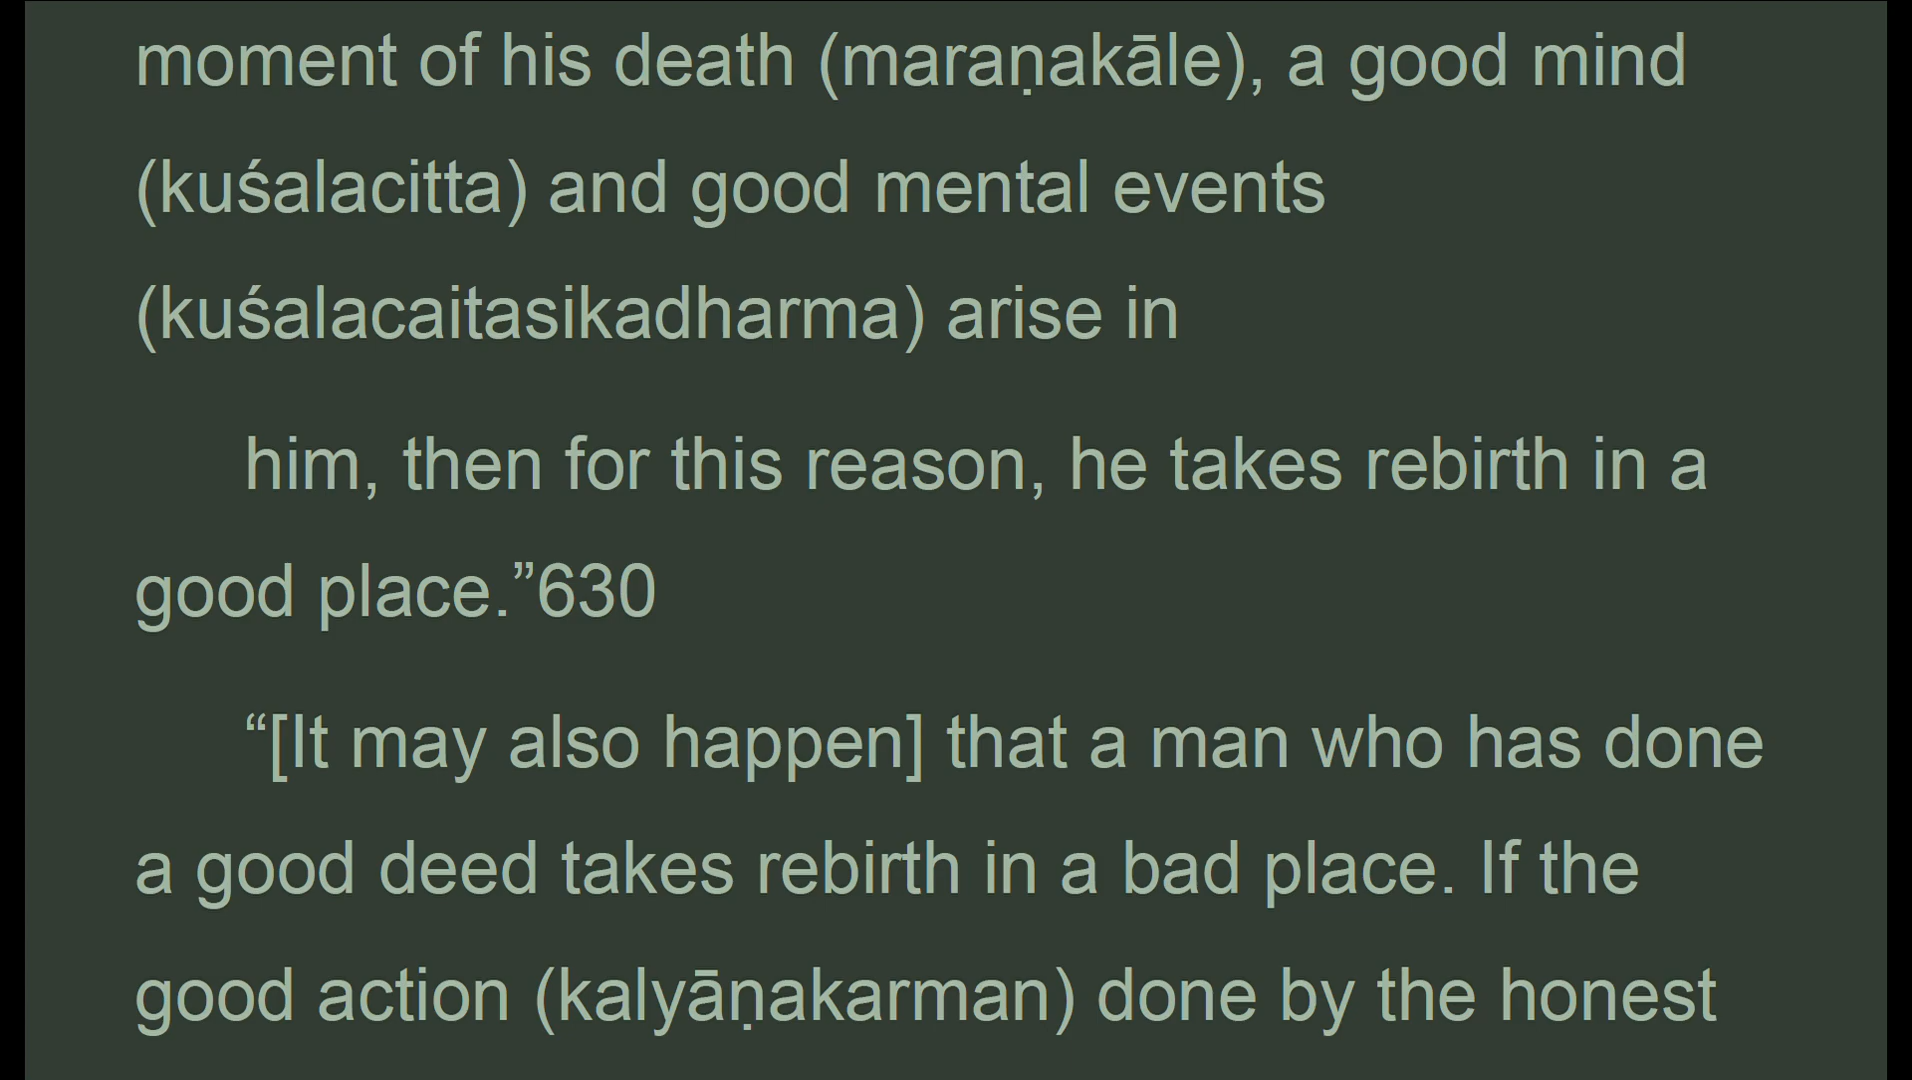 moment of his death (maraṇakāle), a good mind
(kuśalacitta) and good mental events
(kuśalacaitasikadharma) arise in
him, then for this reason, he takes rebirth in a
good place.”630
“[It may also happen] that a man who has done
a good deed takes rebirth in a bad place. If the
good action (kalyāṇakarman) done by the honest